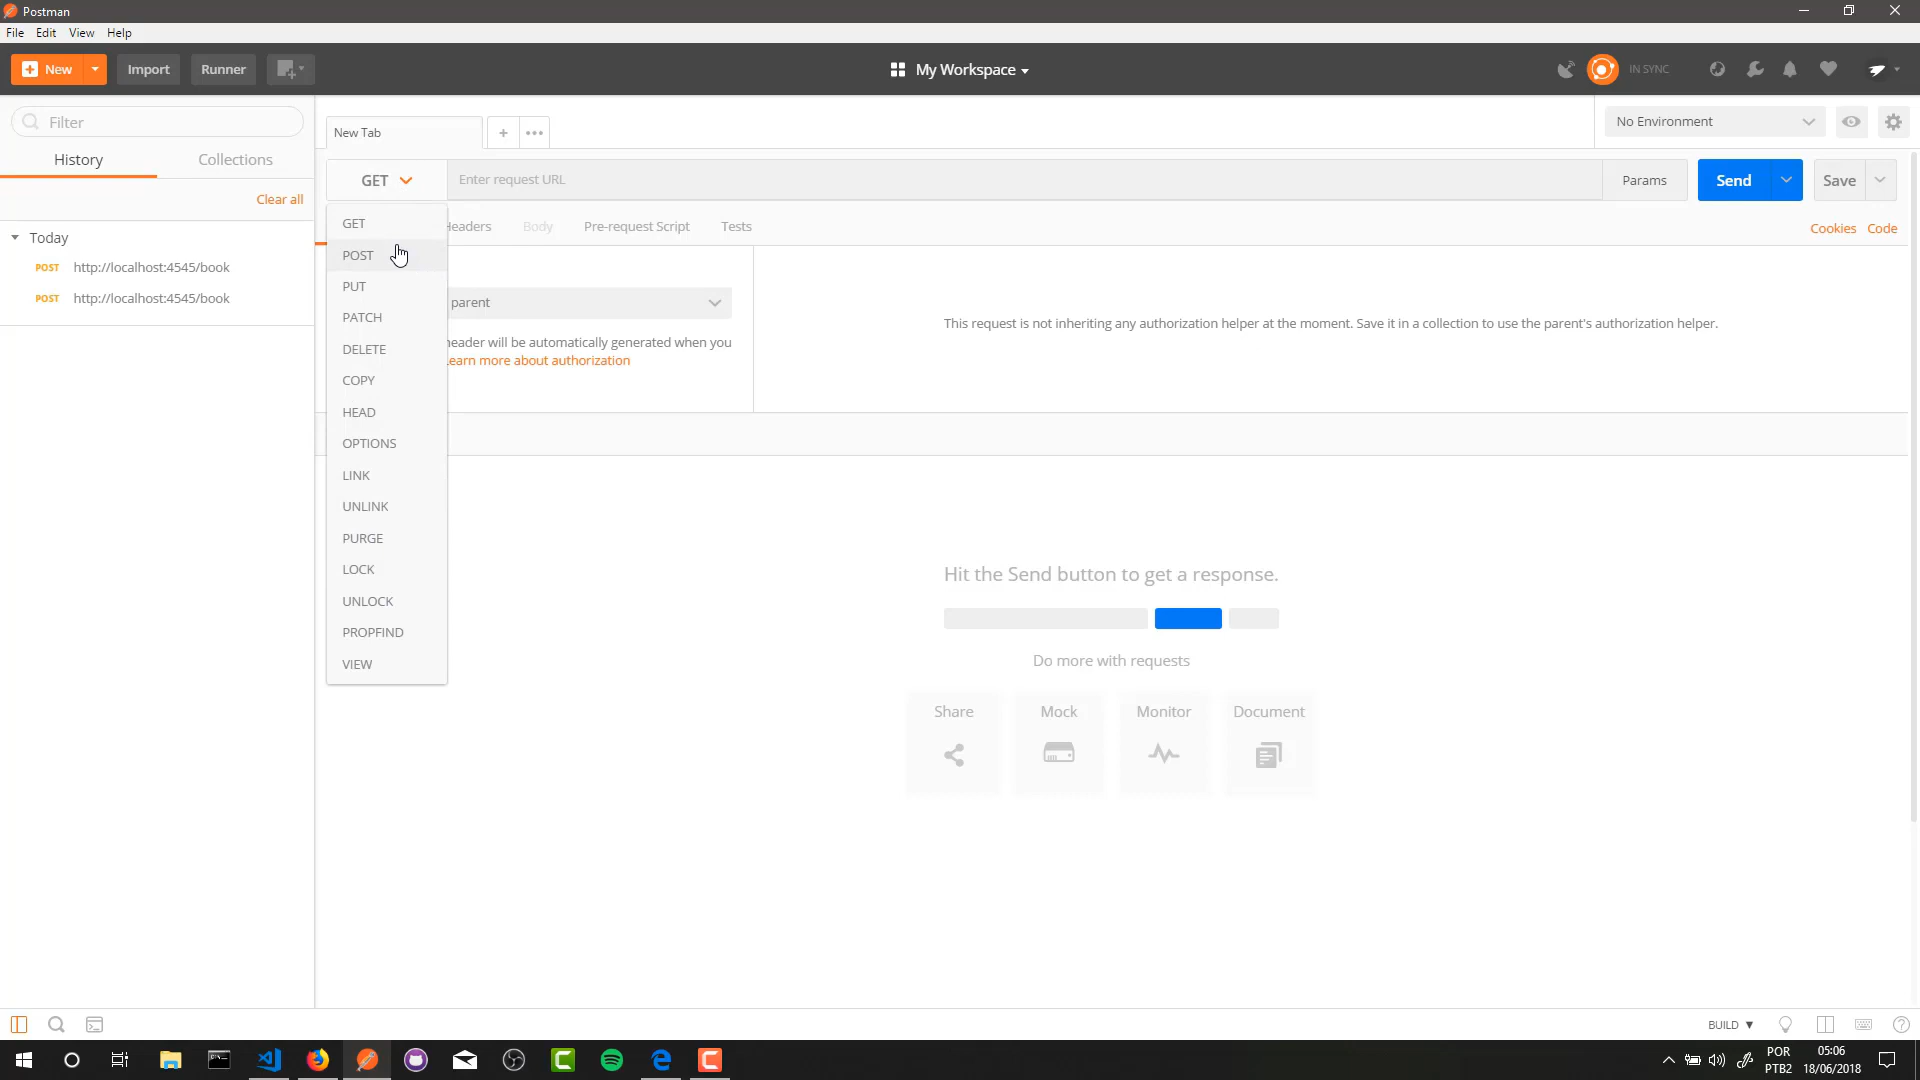 Postman
File Edit View Help
New Import Runner
My Workspace
IN SYNC
Filter
History Collections
Clear all
Today
POST http://localhost:4545/book
POST http://localhost:4545/book
New Tab
No Environment
GET Enter request URL Params Send Save
Headers Body Pre-request Script Tests Cookies Code
GET
POST
PUT
PATCH
DELETE
COPY
HEAD
OPTIONS
LINK
UNLINK
PURGE
LOCK
UNLOCK
PROPFIND
VIEW
parent
header will be automatically generated when you
Learn more about authorization
This request is not inheriting any authorization helper at the moment. Save it in a collection to use the parent's authorization helper.
Hit the Send button to get a response.
Do more with requests
Share Mock Monitor Document
BUILD
POR
PTB2
05:06
18/06/2018